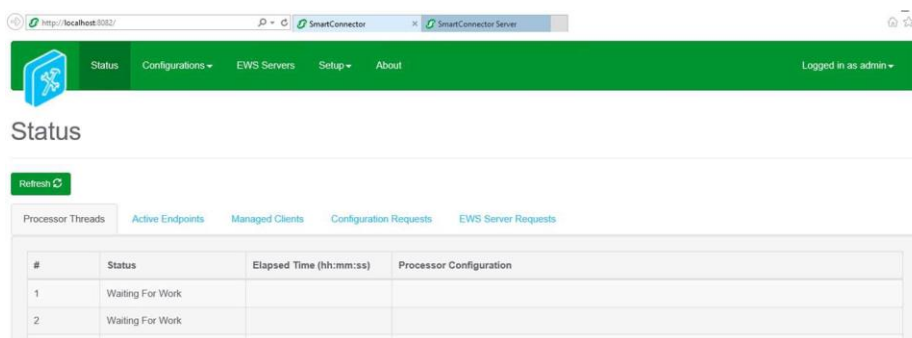 http://localhost:8082/ SmartConnector SmartConnector Server
Status Configurations EWS Servers Setup About Logged in as admin
Status
Refresh
Processor Threads Active Endpoints Managed Clients Configuration Requests EWS Server Requests
# Status Elapsed Time (hh:mm:ss) Processor Configuration
1 Waiting For Work
2 Waiting For Work